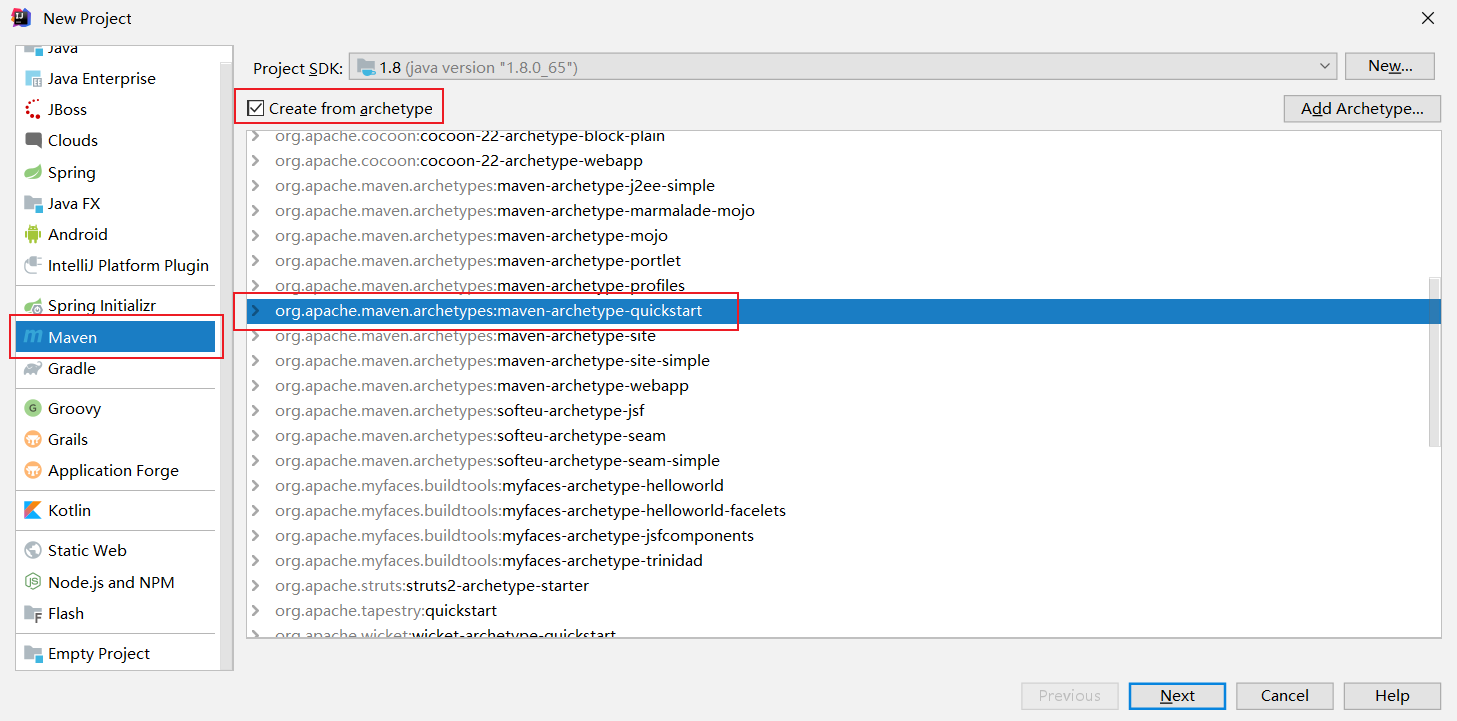 New Project
Java
Java Enterprise
JBoss
Clouds
Spring
Java FX
Android
IntelliJ Platform Plugin
Spring Initializr
Maven
Gradle
Groovy
Grails
Application Forge
Kotlin
Static Web
Node.js and NPM
Flash
Empty Project
Project SDK: 1.8 (java version "1.8.0_65") New...
Create from archetype Add Archetype...
org.apache.cocoon:cocoon-22-archetype-block-plain
org.apache.cocoon:cocoon-22-archetype-webapp
org.apache.maven.archetypes:maven-archetype-j2ee-simple
org.apache.maven.archetypes:maven-archetype-marmalade-mojo
org.apache.maven.archetypes:maven-archetype-mojo
org.apache.maven.archetypes:maven-archetype-portlet
org.apache.maven.archetypes:maven-archetype-profiles
org.apache.maven.archetypes:maven-archetype-quickstart
org.apache.maven.archetypes:maven-archetype-site
org.apache.maven.archetypes:maven-archetype-site-simple
org.apache.maven.archetypes:maven-archetype-webapp
org.apache.maven.archetypes:softeu-archetype-jsf
org.apache.maven.archetypes:softeu-archetype-seam
org.apache.maven.archetypes:softeu-archetype-seam-simple
org.apache.myfaces.buildtools:myfaces-archetype-helloworld
org.apache.myfaces.buildtools:myfaces-archetype-helloworld-facelets
org.apache.myfaces.buildtools:myfaces-archetype-jsfcomponents
org.apache.myfaces.buildtools:myfaces-archetype-trinidad
org.apache.struts:struts2-archetype-starter
org.apache.tapestry:quickstart
org.apache.wicket:wicket-archetype-quickstart
Previous Next Cancel Help